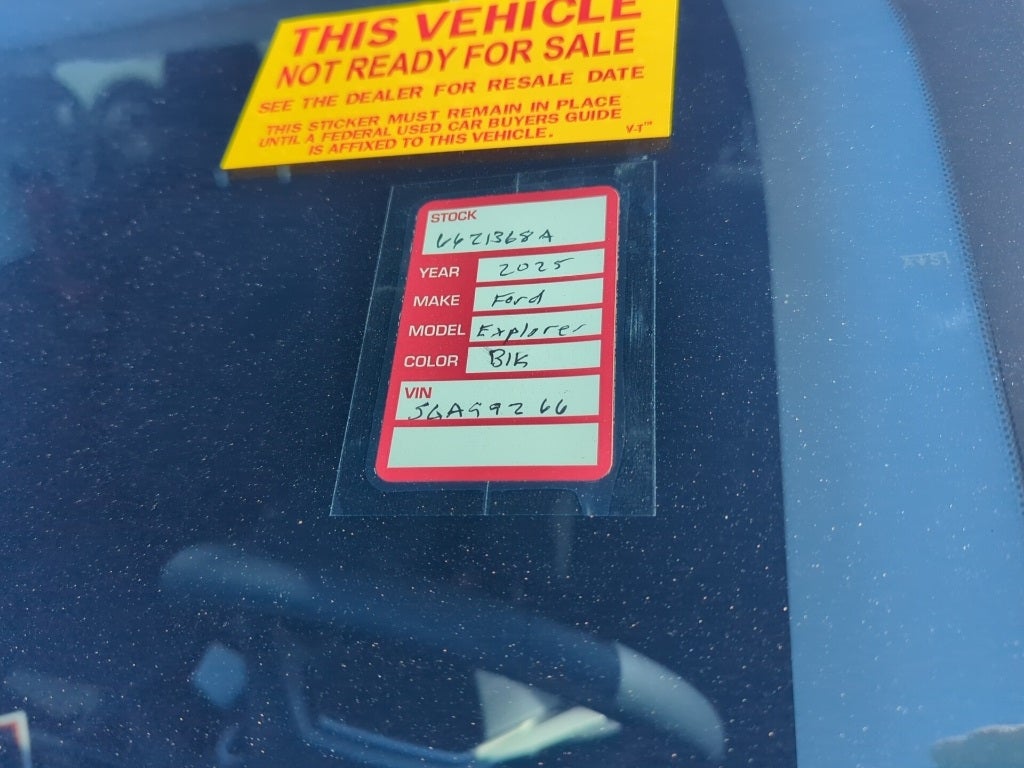 THIS VEHICLE
NOT READY FOR SALE
SEE THE DEALER FOR RESALE DATE
THIS STICKER MUST REMAIN IN PLACE
UNTIL A FEDERAL USED CAR BUYERS GUIDE
IS AFFIXED TO THIS VEHICLE.
V-T™
STOCK
YEAR 2025
MAKE Ford
MODEL Explorer
COLOR Blk
VIN